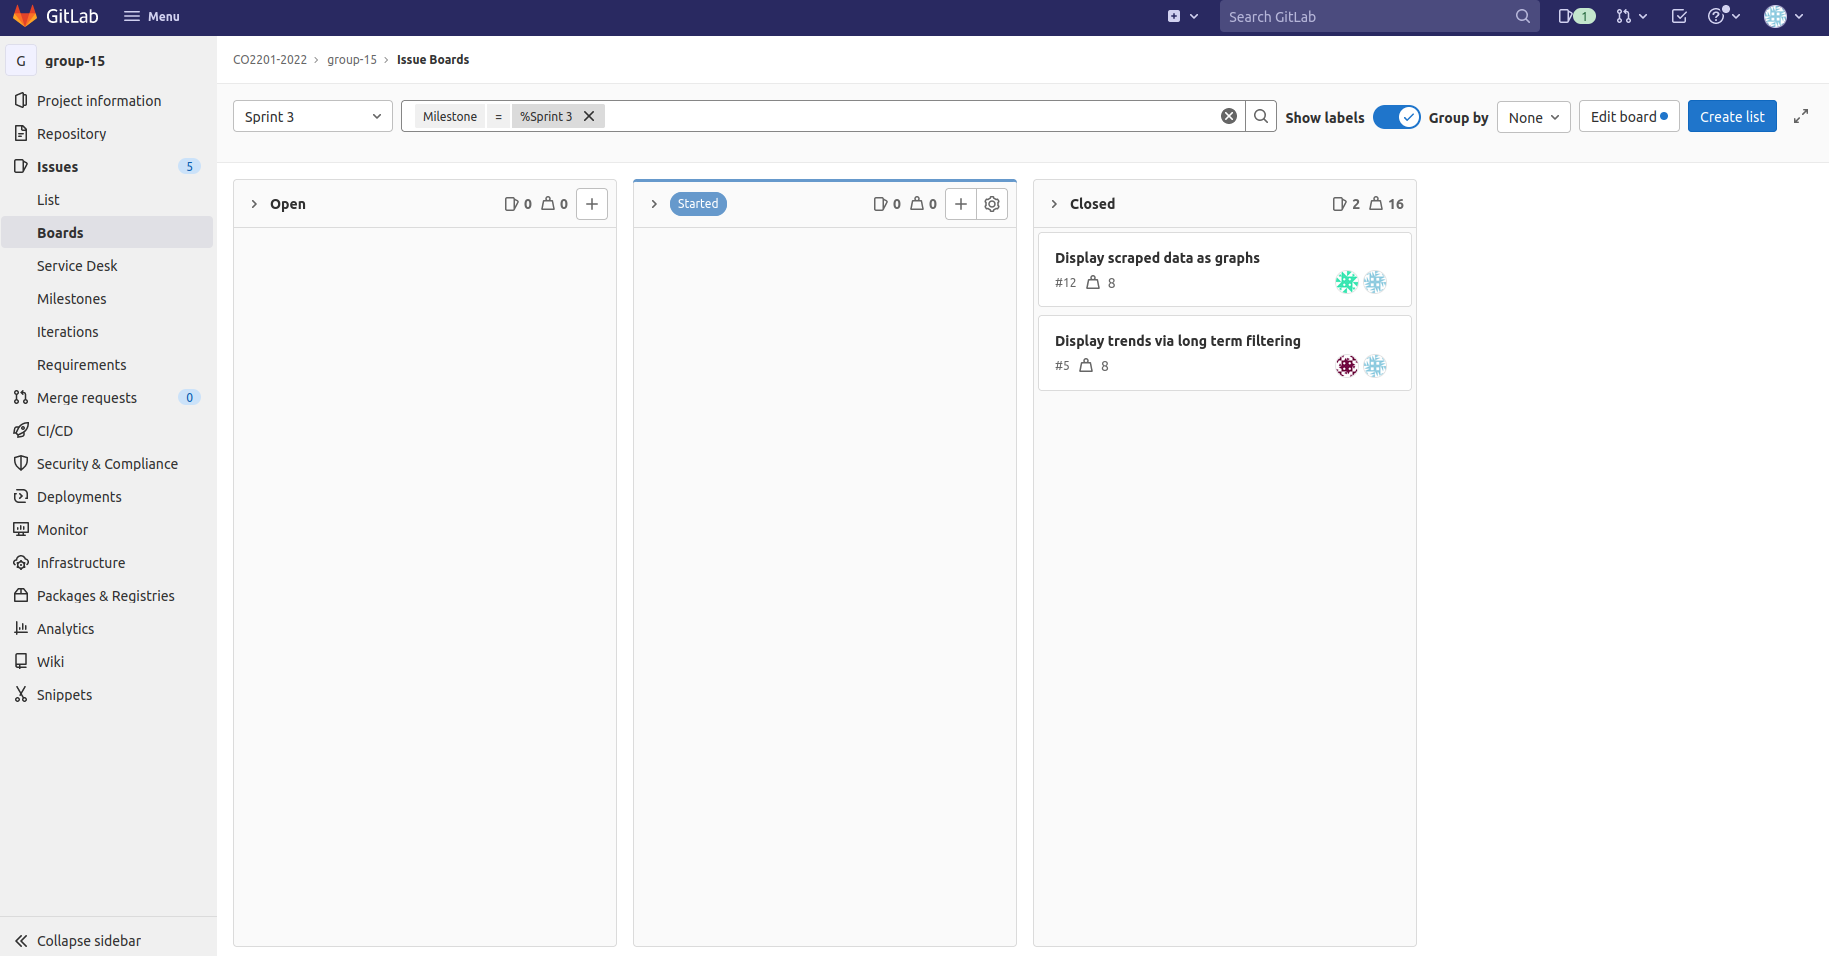 GitLab
Menu
Search GitLab
1
G
group-15
Project information
Repository
Issues
5
List
Boards
Service Desk
Milestones
Iterations
Requirements
Merge requests
0
CI/CD
Security & Compliance
Deployments
Monitor
Infrastructure
Packages & Registries
Analytics
Wiki
Snippets
Collapse sidebar
CO2201-2022 › group-15 › Issue Boards
Sprint 3
Milestone = %Sprint 3
Show labels
Group by
None
Edit board
Create list
Open
0 0
Started
0 0
Closed
2 16
Display scraped data as graphs
#12 8
Display trends via long term filtering
#5 8